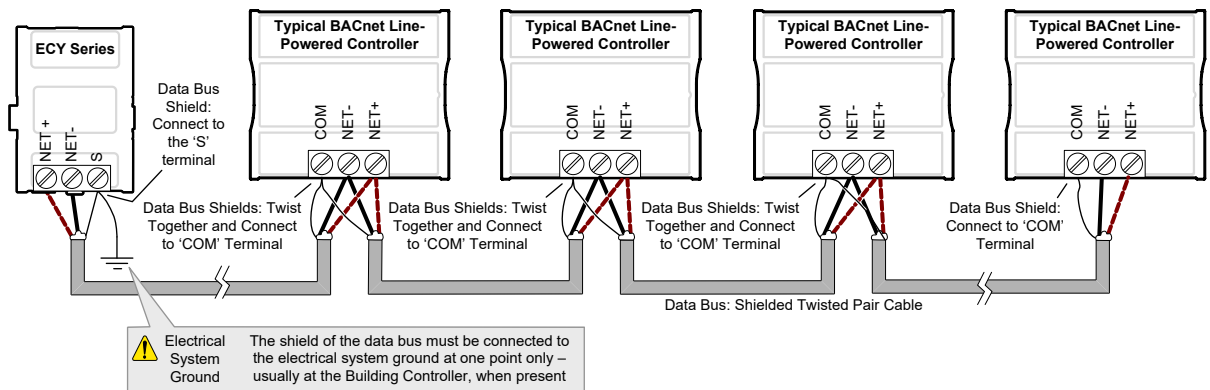 ECY Series
NET+
NET-
S
Data Bus
Shield:
Connect to
the ‘S’
terminal
Typical BACnet Line-
Powered Controller
COM
NET-
NET+
Data Bus Shields: Twist
Together and Connect
to ‘COM’ Terminal
Typical BACnet Line-
Powered Controller
COM
NET-
NET+
Data Bus Shields: Twist
Together and Connect
to ‘COM’ Terminal
Typical BACnet Line-
Powered Controller
COM
NET-
NET+
Data Bus Shields: Twist
Together and Connect
to ‘COM’ Terminal
Typical BACnet Line-
Powered Controller
COM
NET-
NET+
Data Bus Shield:
Connect to ‘COM’
Terminal
Data Bus: Shielded Twisted Pair Cable
Electrical
System
Ground
The shield of the data bus must be connected to
the electrical system ground at one point only –
usually at the Building Controller, when present